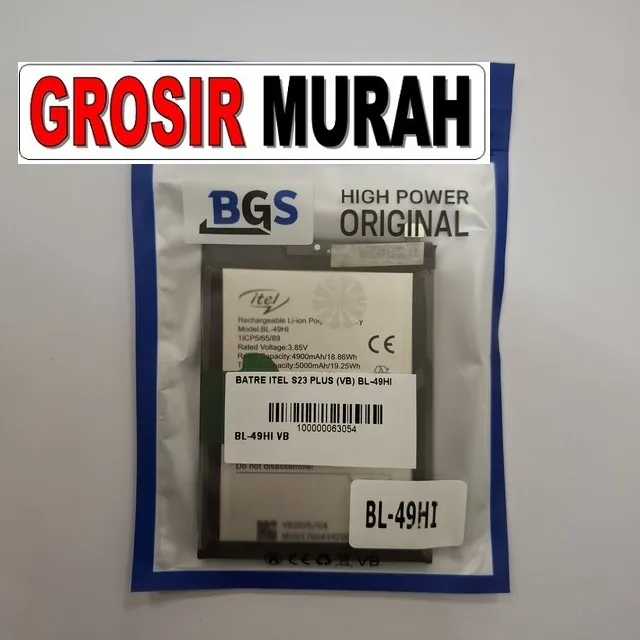 GROSIR MURAH
BGS
HIGH POWER
ORIGINAL
itel
Rechargeable Li-ion
Model:BL-49HI
1ICP5/65/89
Rated Voltage:3.85V
Capacity:4900mAh/18.86Wh
Capacity:5000mAh/19.25Wh
CE
BATRE ITEL S23 PLUS (VB) BL-49HI
100000063054
BL-49HI VB
Do not disassemble
BL-49HI
VB